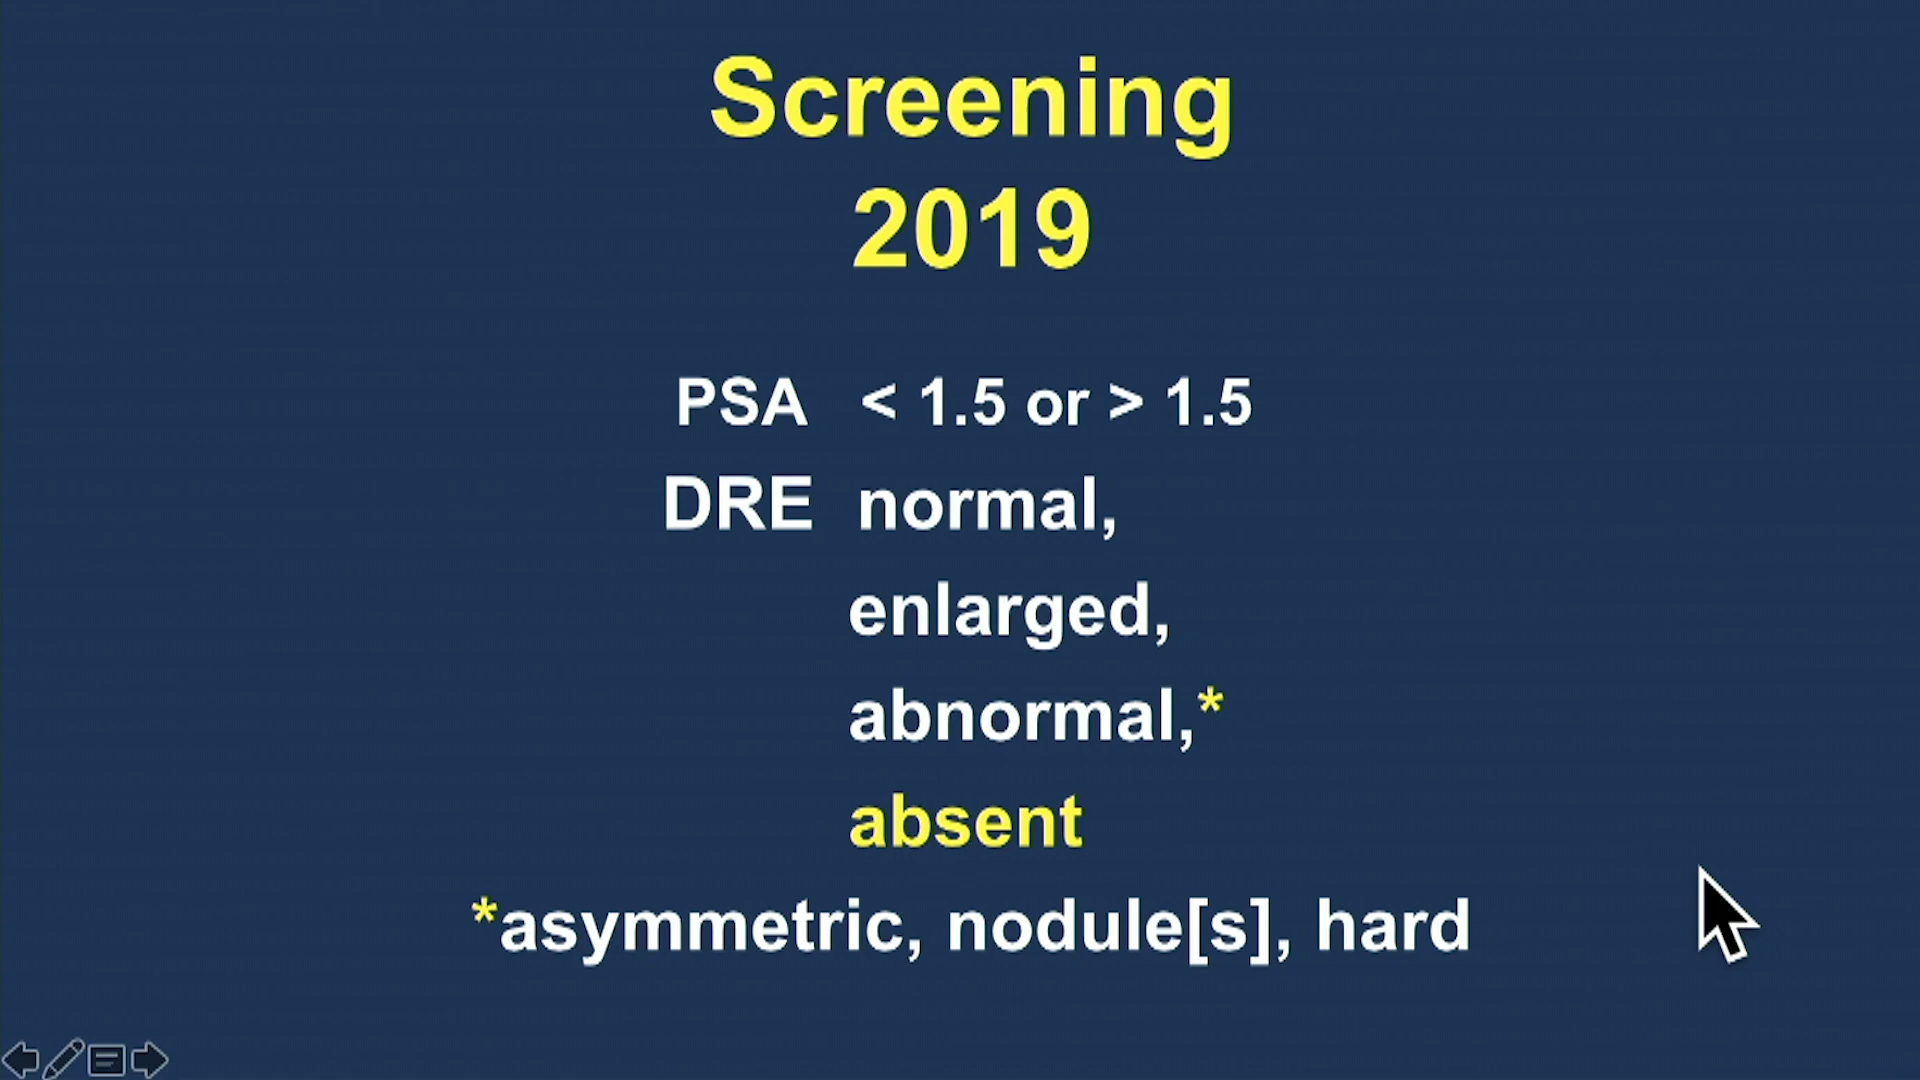 Screening
2019
PSA < 1.5 or > 1.5
DRE normal,
enlarged,
abnormal,*
absent
*asymmetric, nodule[s], hard